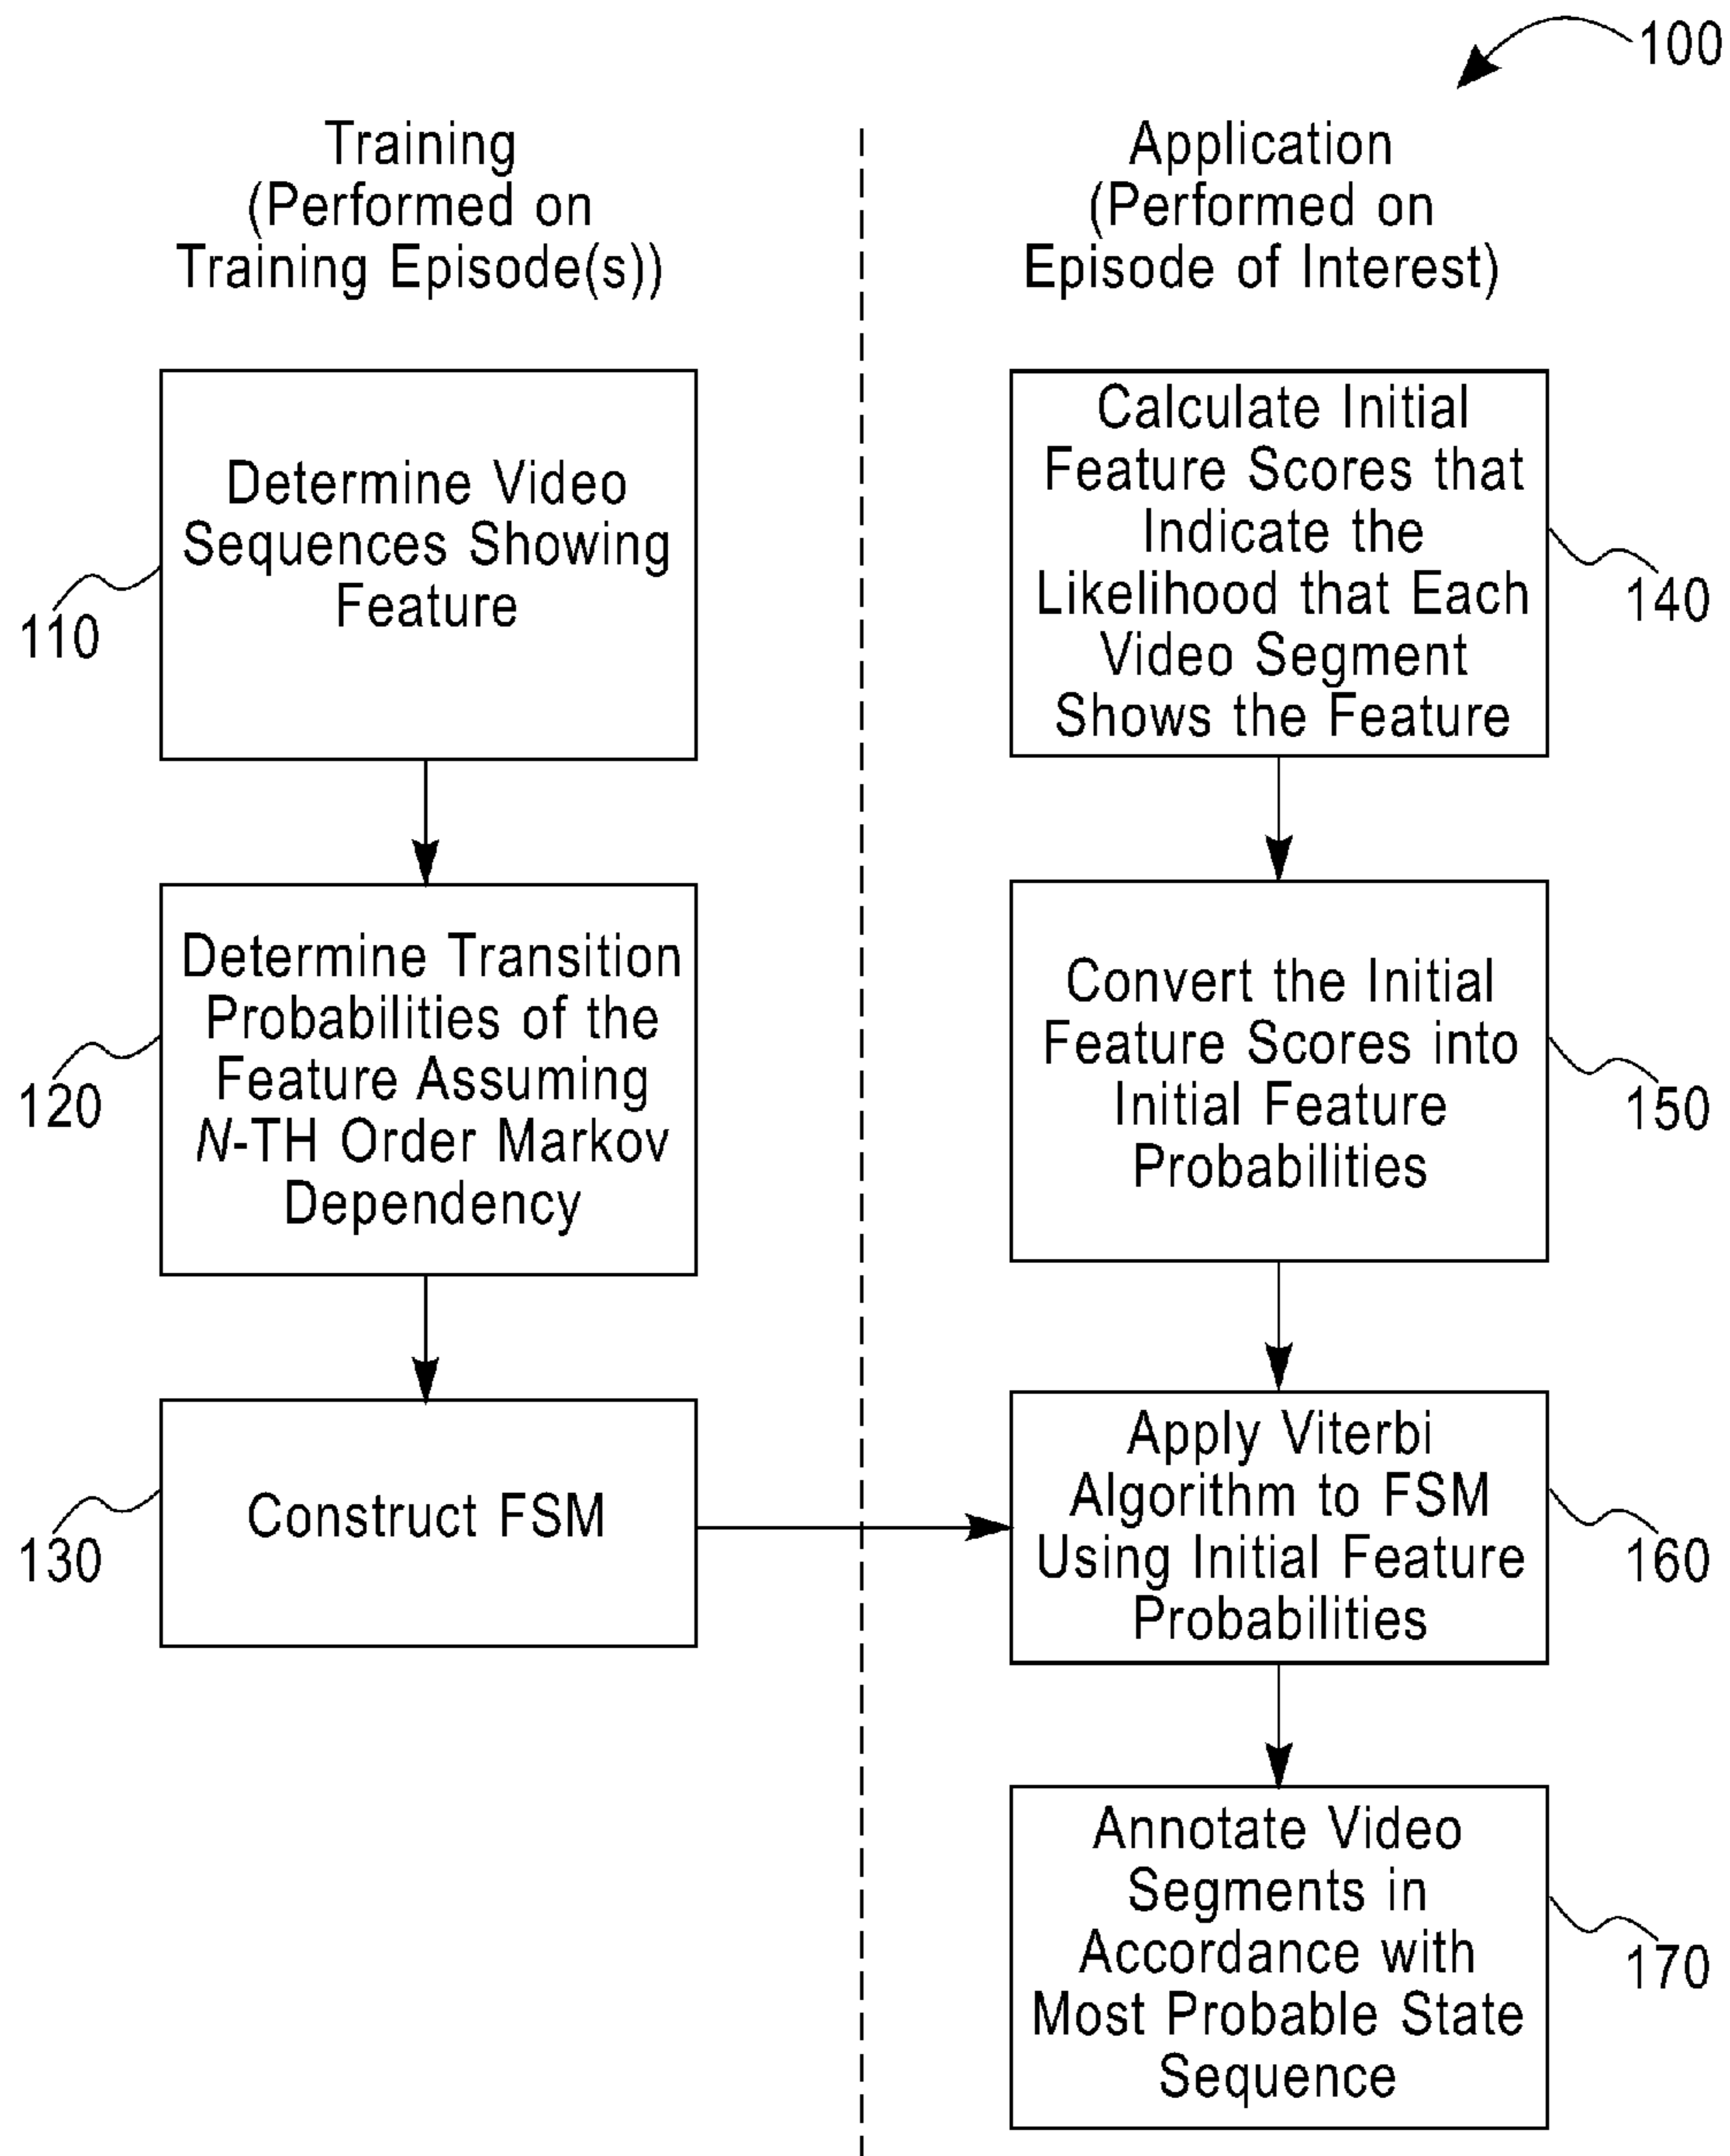 100
Training
(Performed on
Training Episode(s))
Determine Video
Sequences Showing
Feature
110
Determine Transition
Probabilities of the
Feature Assuming
N-TH Order Markov
Dependency
120
Construct FSM
130
Application
(Performed on
Episode of Interest)
Calculate Initial
Feature Scores that
Indicate the
Likelihood that Each
Video Segment
Shows the Feature
140
Convert the Initial
Feature Scores into
Initial Feature
Probabilities
150
Apply Viterbi
Algorithm to FSM
Using Initial Feature
Probabilities
160
Annotate Video
Segments in
Accordance with
Most Probable State
Sequence
170